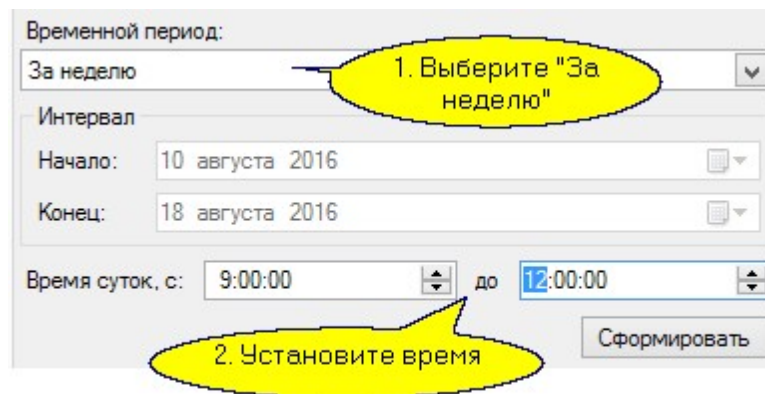 Временной период:
За неделю
1. Выберите "За
неделю"
Интервал
Начало: 10 августа 2016
Конец: 18 августа 2016
Время суток, с: 9:00:00 до 12:00:00
2. Установите время
Сформировать